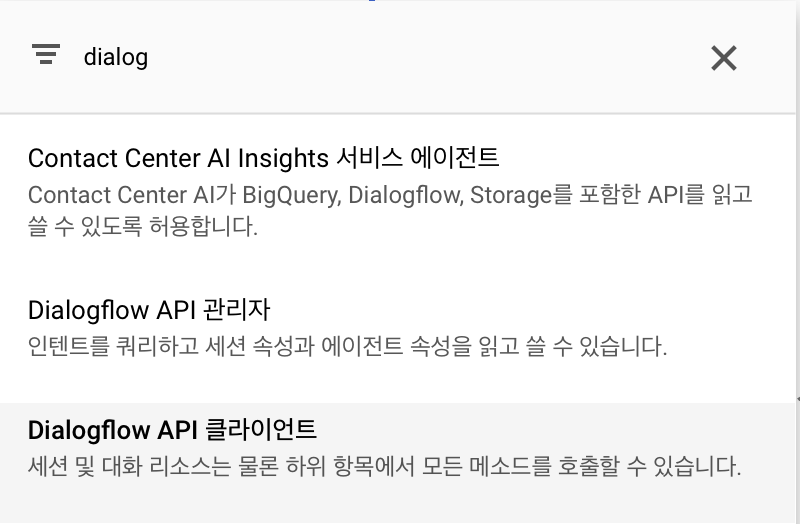 dialog
Contact Center AI Insights 서비스 에이전트
Contact Center AI가 BigQuery, Dialogflow, Storage를 포함한 API를 읽고
쓸 수 있도록 허용합니다.
Dialogflow API 관리자
인텐트를 쿼리하고 세션 속성과 에이전트 속성을 읽고 쓸 수 있습니다.
Dialogflow API 클라이언트
세션 및 대화 리소스는 물론 하위 항목에서 모든 메소드를 호출할 수 있습니다.